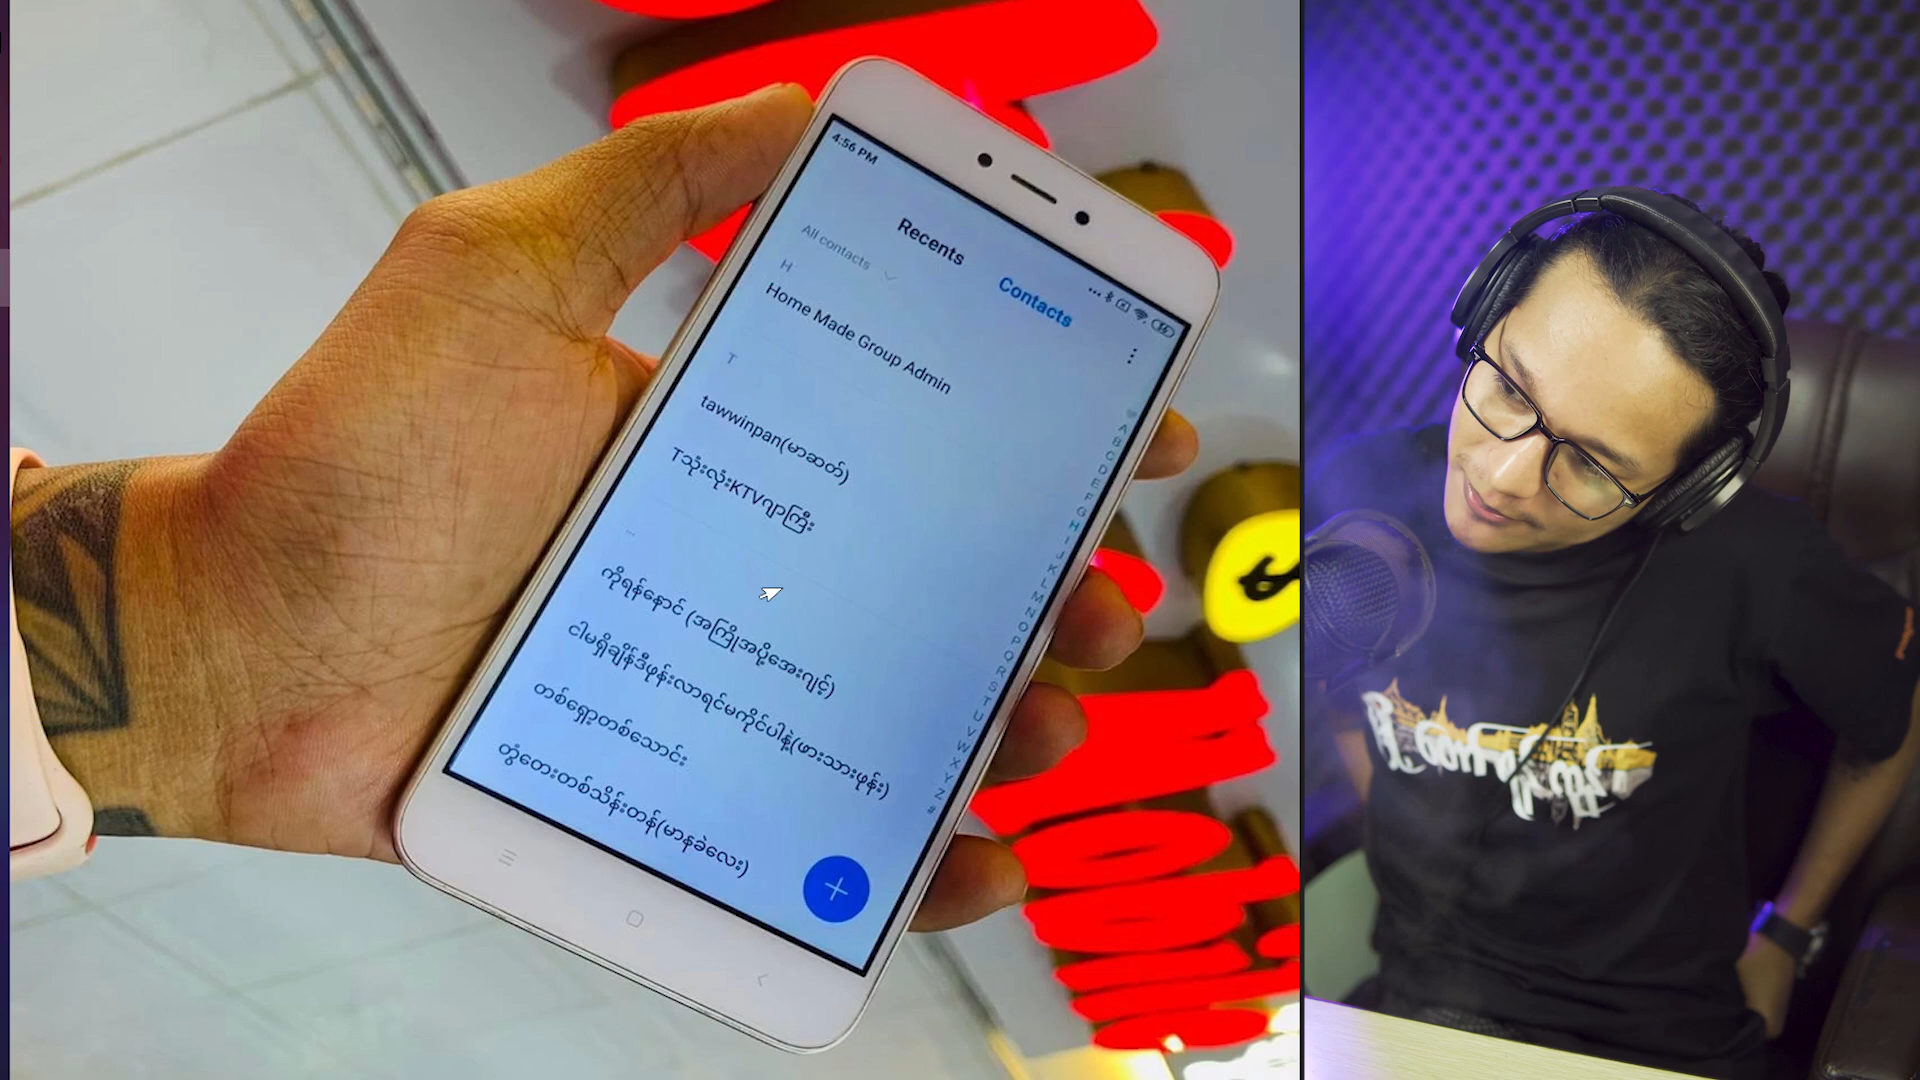 4:56 PM
Recents
Contacts
All contacts
H
Home Made Group Admin
T
tawwinpan(မာဆတ်)
TသုံးလုံးKTVဂျာကြီး
...
ကိုရန်နောင် (အကြိုအပို့အေးဂျင့်)
ငါမရှိချိန်ဒီဖုန်းလာရင်မကိုင်ပါနဲ့(ဖားသားဖုန်း)
တစ်ရှော့တစ်သောင်း
တွံတေးတစ်သိန်းတန်(မာနခဲလေး)
A
B
C
D
E
F
G
H
I
J
K
L
M
N
O
P
Q
R
S
T
U
V
W
X
Y
Z
#